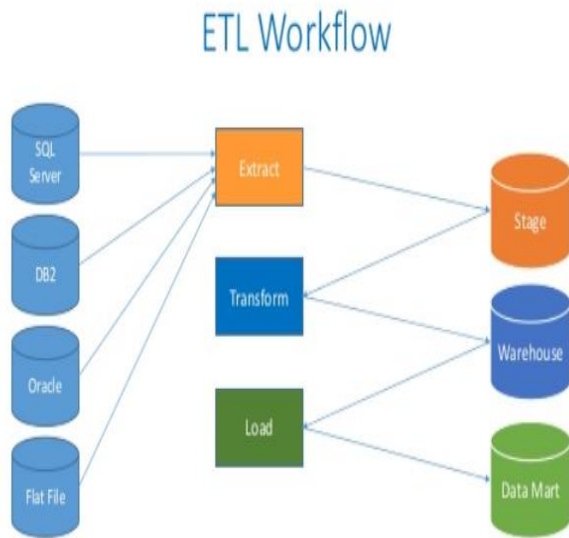 ETL Workflow
SQL
Server
DB2
Oracle
Flat File
Extract
Transform
Load
Stage
Warehouse
Data Mart